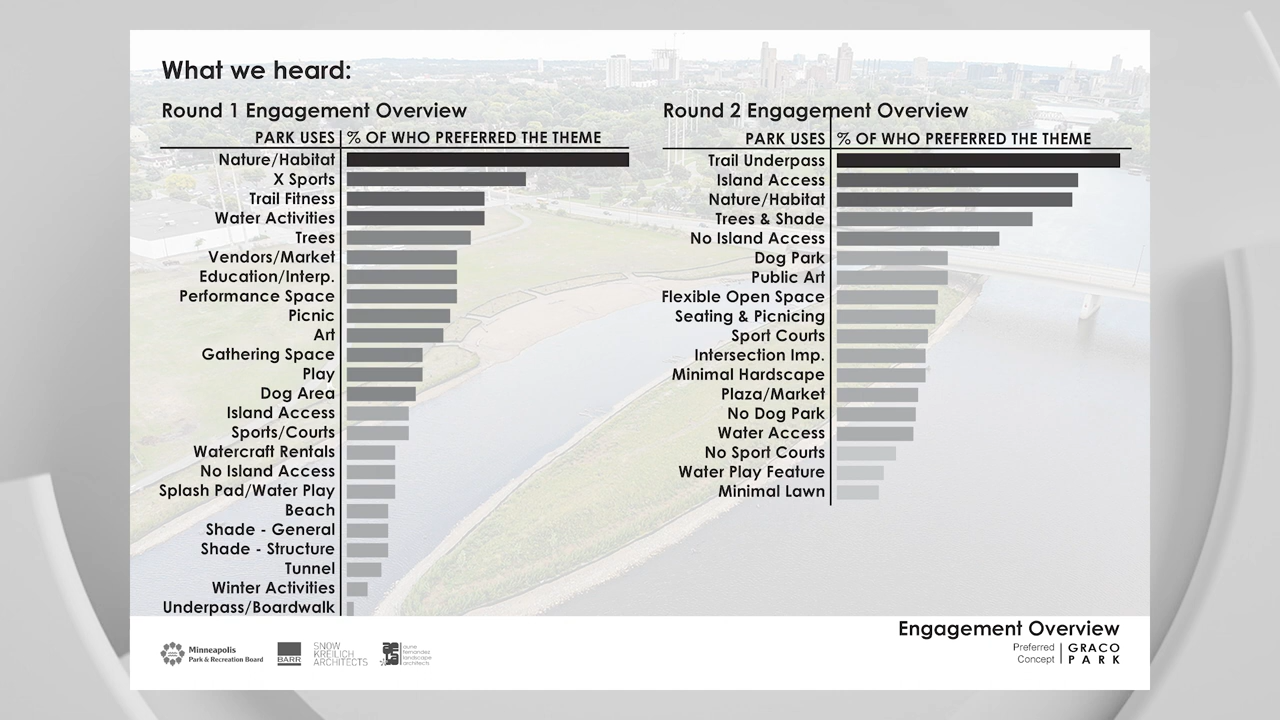 What we heard:
Round 1 Engagement Overview
PARK USES % OF WHO PREFERRED THE THEME
Nature/Habitat
X Sports
Trail Fitness
Water Activities
Trees
Vendors/Market
Education/Interp.
Performance Space
Picnic
Art
Gathering Space
Play
Dog Area
Island Access
Sports/Courts
Watercraft Rentals
No Island Access
Splash Pad/Water Play
Beach
Shade - General
Shade - Structure
Tunnel
Winter Activities
Underpass/Boardwalk
Round 2 Engagement Overview
PARK USES % OF WHO PREFERRED THE THEME
Trail Underpass
Island Access
Nature/Habitat
Trees & Shade
No Island Access
Dog Park
Public Art
Flexible Open Space
Seating & Picnicing
Sport Courts
Intersection Imp.
Minimal Hardscape
Plaza/Market
No Dog Park
Water Access
No Sport Courts
Water Play Feature
Minimal Lawn
Engagement Overview
Preferred
Concept
GRACO
PARK
Minneapolis
Park & Recreation Board
BARR
SNOW
KREILICH
ARCHITECTS
fernandez
landscape
architects